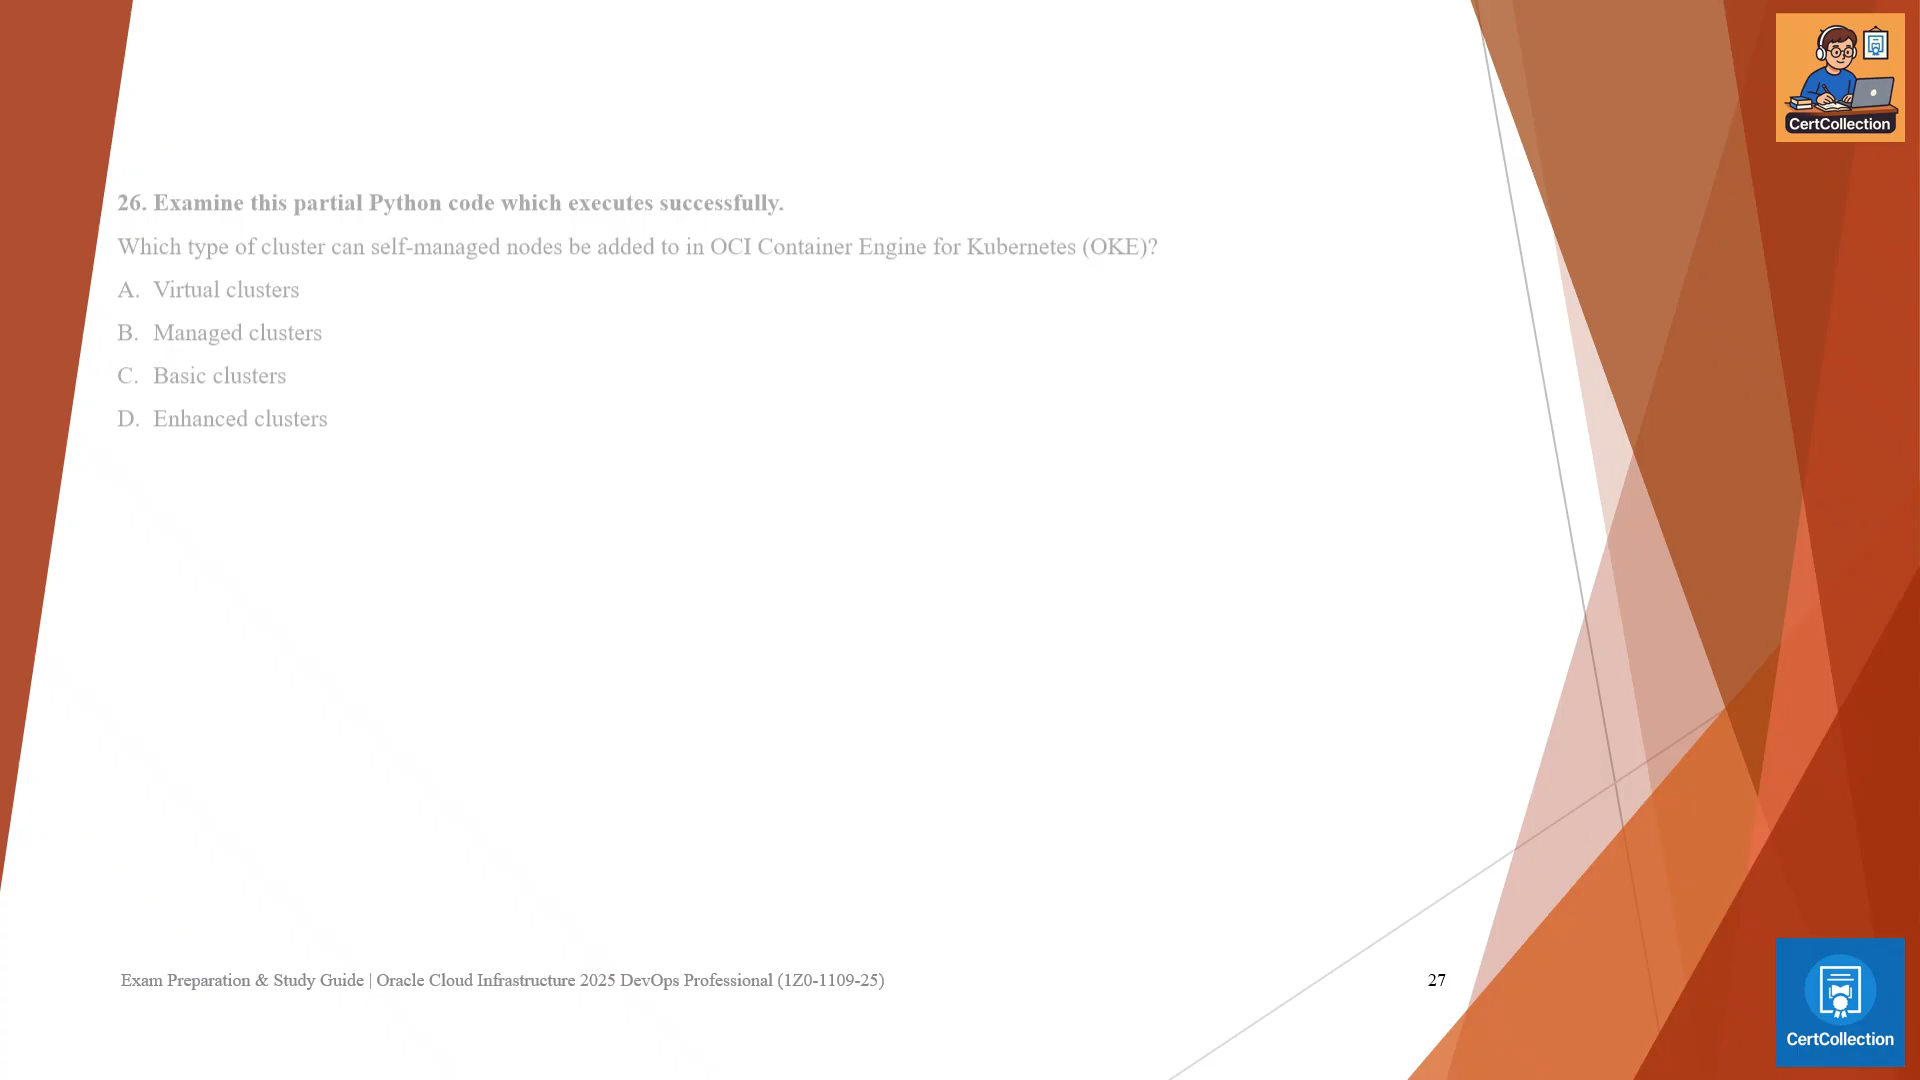 CertCollection
26. Examine this partial Python code which executes successfully.
Which type of cluster can self-managed nodes be added to in OCI Container Engine for Kubernetes (OKE)?
A. Virtual clusters
B. Managed clusters
C. Basic clusters
D. Enhanced clusters
Exam Preparation & Study Guide | Oracle Cloud Infrastructure 2025 DevOps Professional (1Z0-1109-25)
27
CertCollection